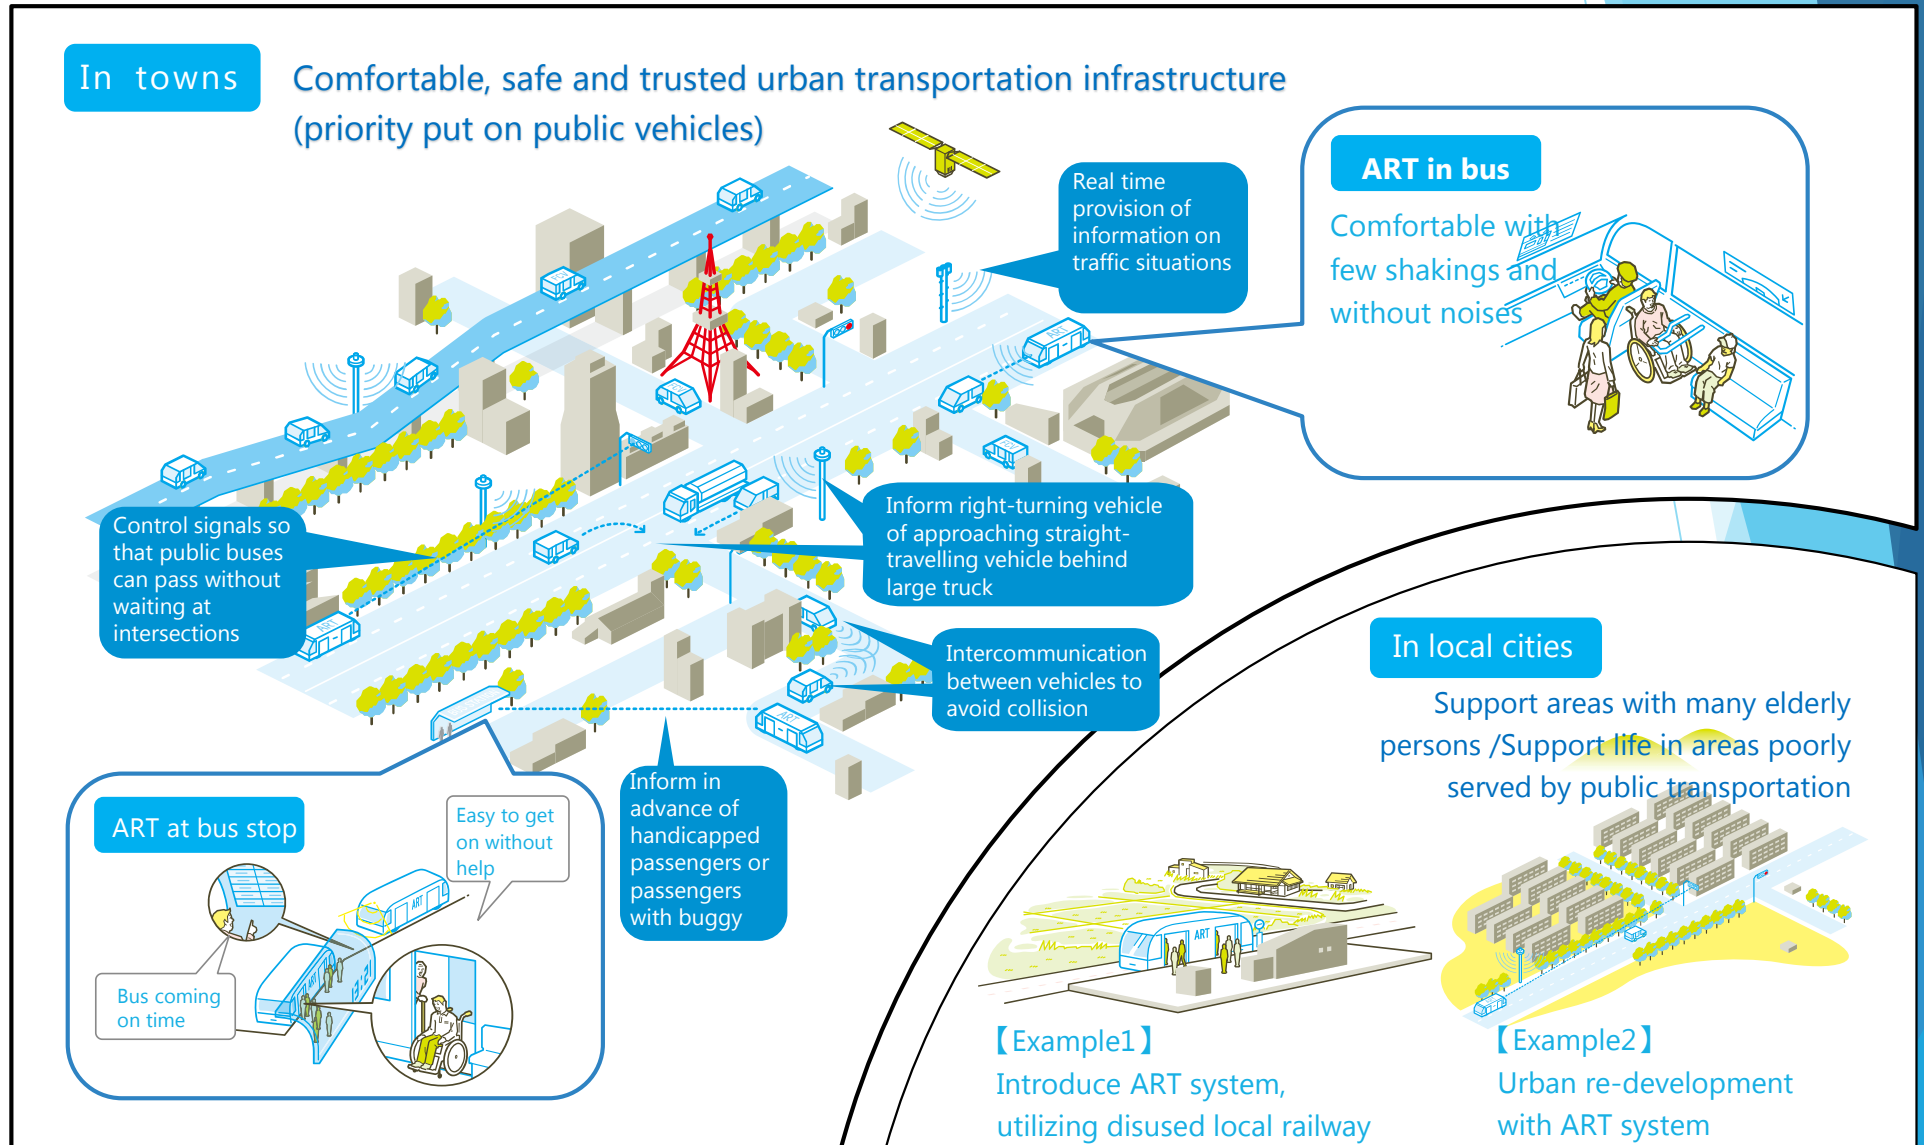 In towns
Comfortable, safe and trusted urban transportation infrastructure
(priority put on public vehicles)
Real time
provision of
information on
traffic situations
ART in bus
Comfortable with
few shakings and
without noises
ART
Control signals so
that public buses
can pass without
waiting at
intersections
Inform right-turning vehicle
of approaching straight-
travelling vehicle behind
large truck
ART
Intercommunication
between vehicles to
avoid collision
ART
Inform in
advance of
handicapped
passengers or
passengers
with buggy
ART at bus stop
Easy to get
on without
help
ART
ART
Bus coming
on time
In local cities
Support areas with many elderly
persons /Support life in areas poorly
served by public transportation
ART
【Example1】
Introduce ART system,
utilizing disused local railway
【Example2】
Urban re-development
with ART system